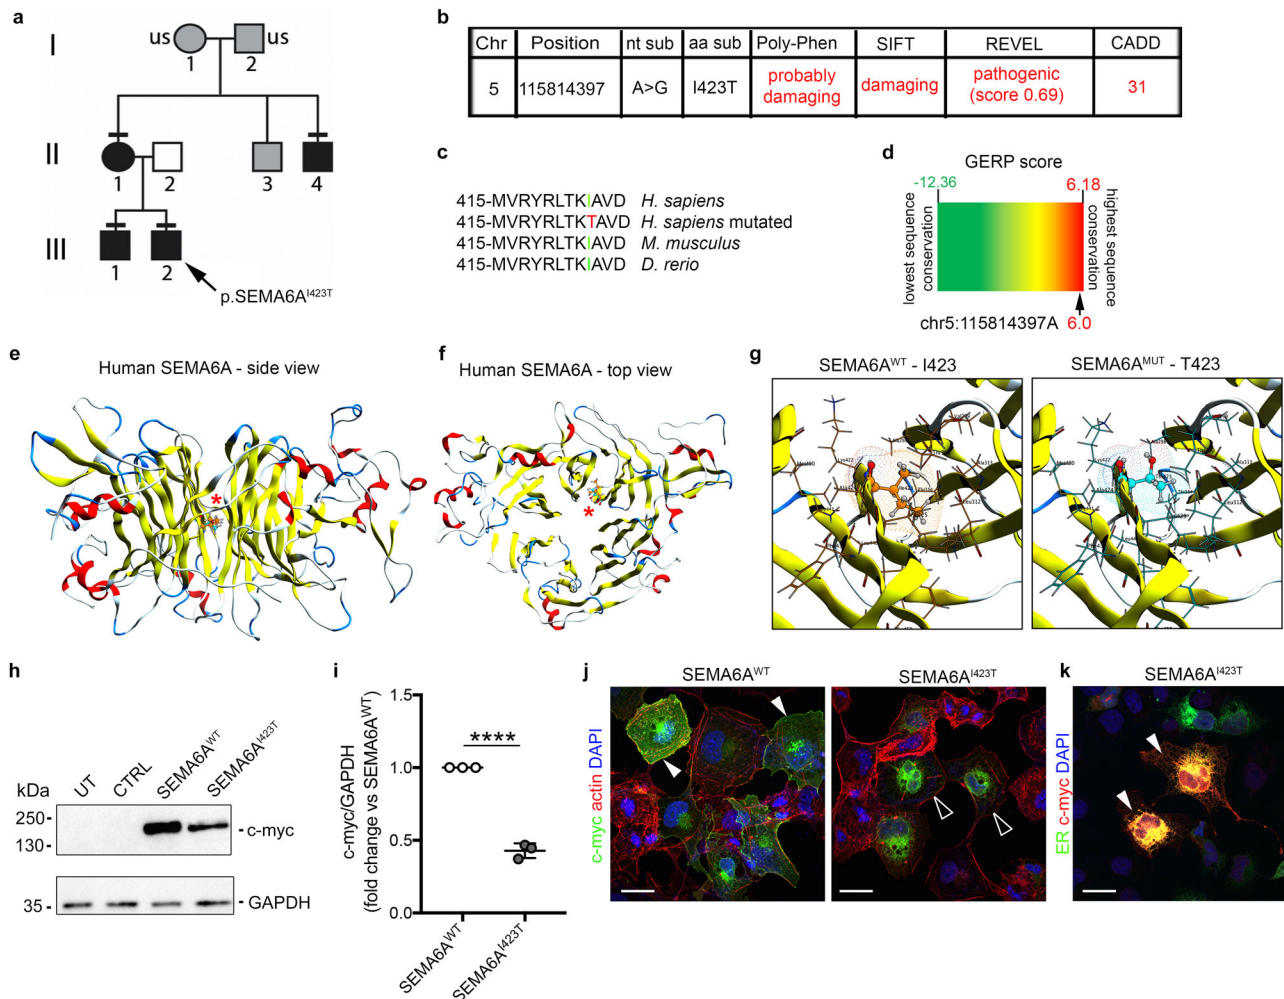 a
I
us
us
1
2
II
1
2
3
4
III
1
2
p.SEMA6A^I423T
b
Chr Position nt sub aa sub Poly-Phen SIFT REVEL CADD
5 115814397 A>G I423T probably damaging damaging pathogenic (score 0.69) 31
c
415-MVRYRLTKIAVD H. sapiens
415-MVRYRLTKTAVD H. sapiens mutated
415-MVRYRLTKIAVD M. musculus
415-MVRYRLTKIAVD D. rerio
d
GERP score
-12.36
6.18
lowest sequence
conservation
highest sequence
conservation
chr5:115814397A 6.0
e
Human SEMA6A - side view
*
f
Human SEMA6A - top view
*
g
SEMA6A^WT - I423
SEMA6A^MUT - T423
h
kDa
UT
CTRL
SEMA6A^WT
SEMA6A^I423T
250-
130-
-c-myc
35-
-GAPDH
i
c-myc/GAPDH
(fold change vs SEMA6A^WT)
1.5
1.0
0.5
0.0
****
SEMA6A^WT
SEMA6A^I423T
j
SEMA6A^WT
SEMA6A^I423T
c-myc actin DAPI
k
SEMA6A^I423T
ER c-myc DAPI